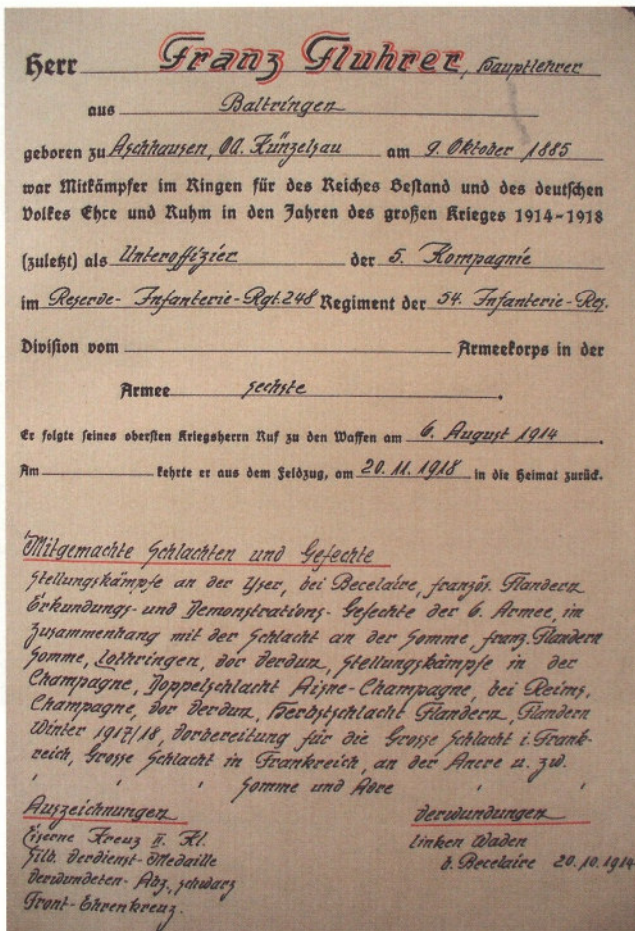 Herr Franz Fluhrer, Hauptlehrer
aus Baltringen
geboren zu Aschhausen, OA. Künzelsau am 9. Oktober 1885
war Mitkämpfer im Ringen für des Reiches Bestand und des deutschen
Volkes Ehre und Ruhm in den Jahren des großen Krieges 1914-1918
(zuletzt) als Unteroffizier der 5. Kompagnie
im Reserve-Infanterie-Rgt. 248 Regiment der 54. Infanterie-Res.
Division vom Armeekorps in der
Armee sechste.
Er folgte seines obersten Kriegsherrn Ruf zu den Waffen am 6. August 1914.
Am kehrte er aus dem Feldzug, am 20.11.1918 in die Heimat zurück.
Mitgemachte Schlachten und Gefechte
Stellungskämpfe an der Yser, bei Becelaire, französ. Flandern
Erkundungs- und Demonstrations-Gefechte der 6. Armee, im
Zusammenhang mit der Schlacht an der Somme, franz. Flandern
Somme, Lothringen, vor Verdun, Stellungskämpfe in der
Champagne, Doppelschlacht Aisne-Champagne, bei Reims,
Champagne, vor Verdun, Herbstschlacht Flandern, Flandern
Winter 1917/18, Vorbereitung für die Grosse Schlacht i. Frank-
reich, Grosse Schlacht in Frankreich, an der Ancre u. zw.
' ' ' Somme und Avre ' '
Auszeichnungen Verwundungen
Eiserne Kreuz II. Kl. linken Waden
Silb. Verdienst-Medaille b. Becelaire 20.10.1914
Verwundeten-Abz. schwarz
Front-Ehrenkreuz.